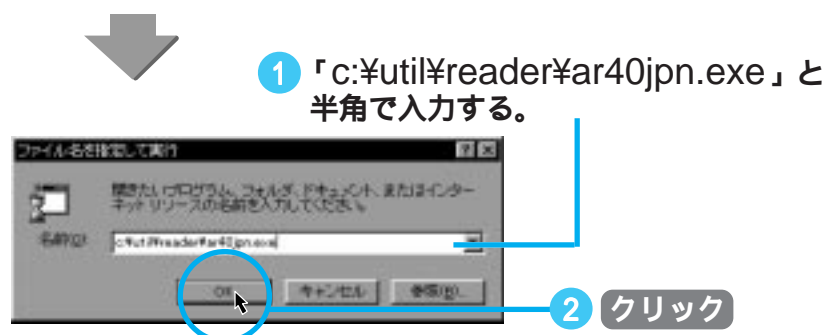 1 「c:¥util¥reader¥ar40jpn.exe」と
半角で入力する。
ファイル名を指定して実行
開きたいプログラム、フォルダ、ドキュメント、またはインター
ネット リソースの名前を入力してください。
名前(O):
c:¥util¥reader¥ar40jpn.exe
OK
キャンセル
参照(B)...
2 クリック